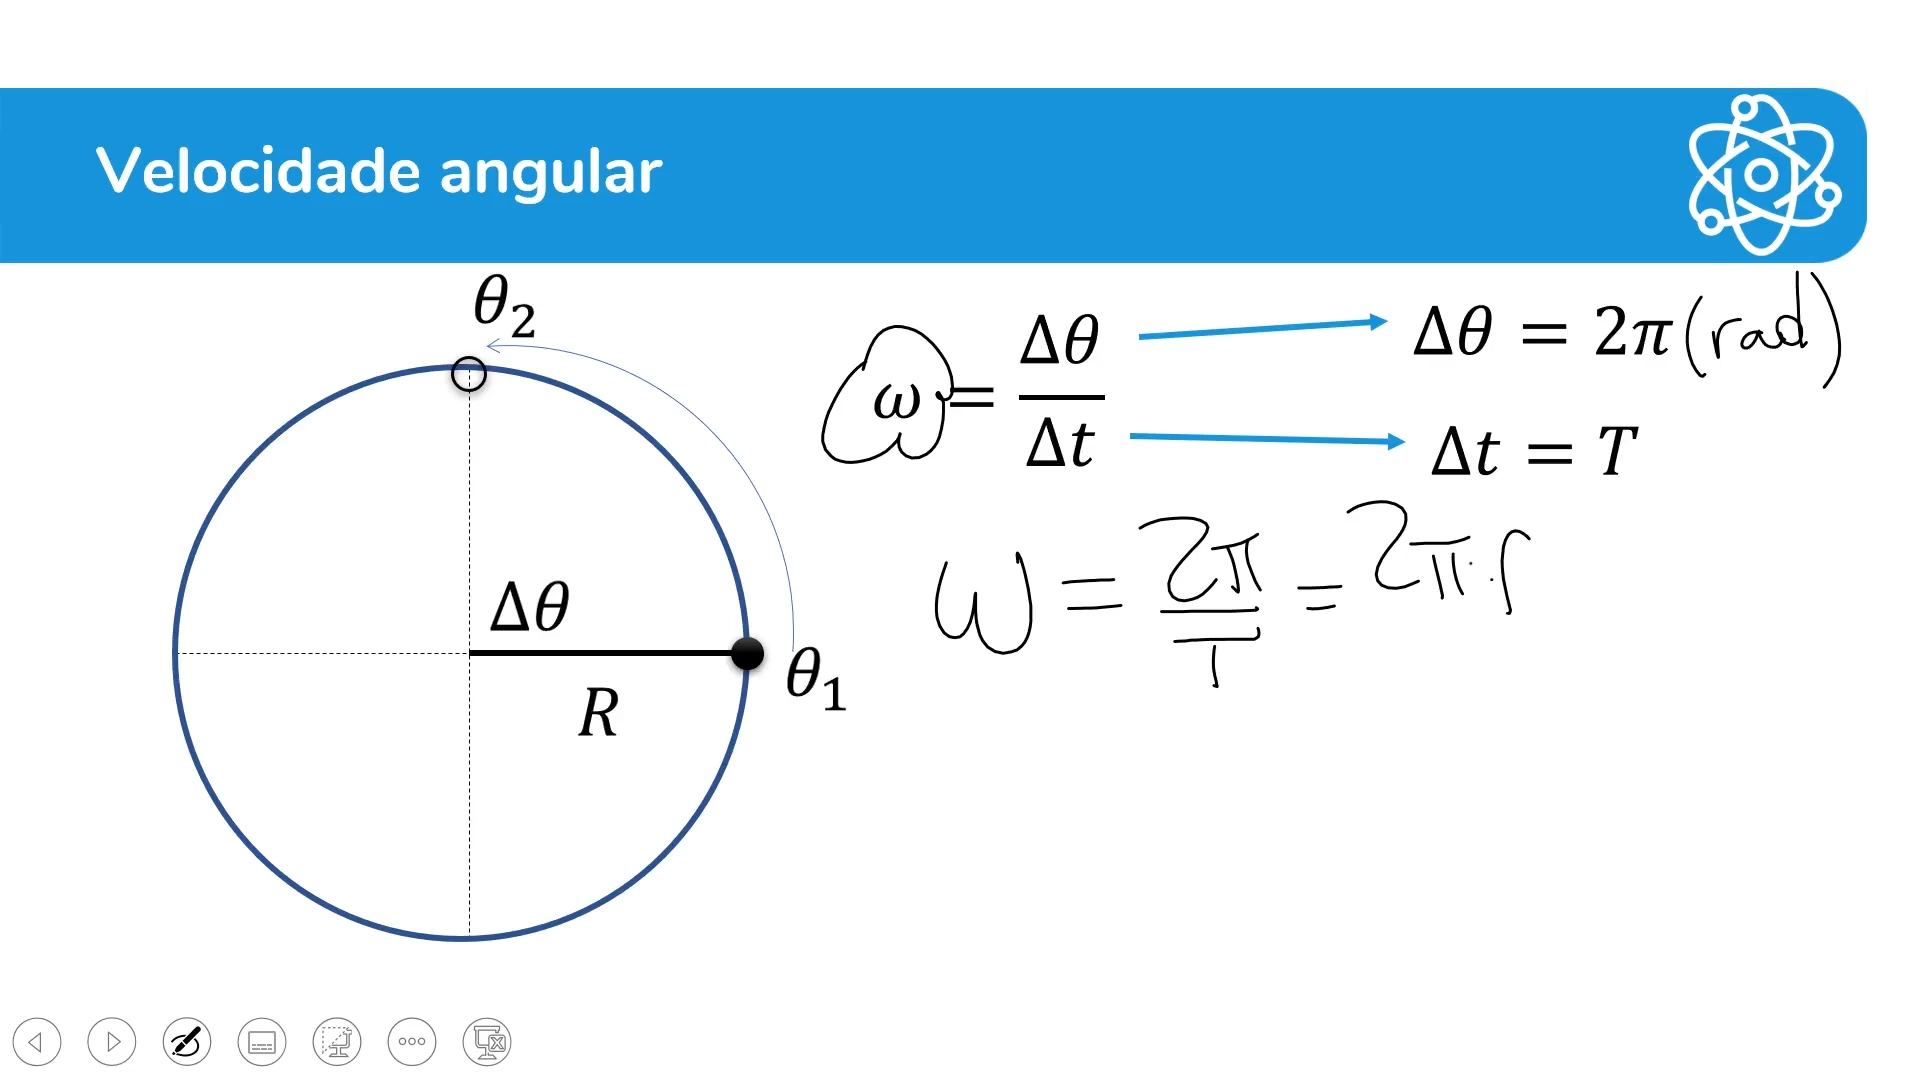 Velocidade angular
θ₂
ω = Δθ/Δt
Δθ = 2π (rad)
Δt = T
ω = 2π/T = 2π · f
Δθ
R
θ₁